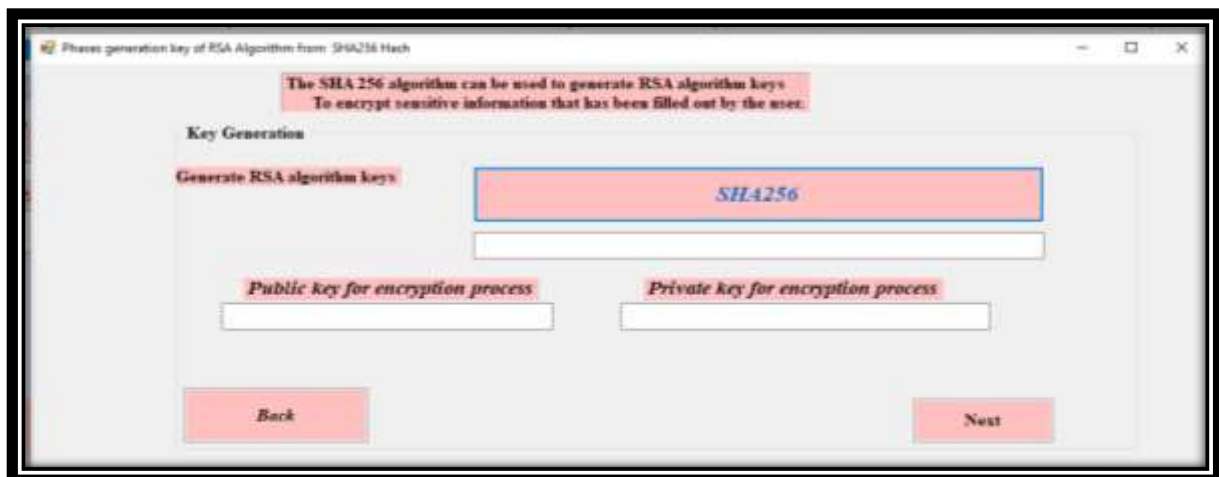 Phases generation key of RSA Algorithm from SHA256 Hach
The SHA 256 algorithm can be used to generate RSA algorithm keys
To encrypt sensitive information that has been filled out by the user.
Key Generation
Generate RSA algorithm keys
SHA256
Public key for encryption process
Private key for encryption process
Back
Next